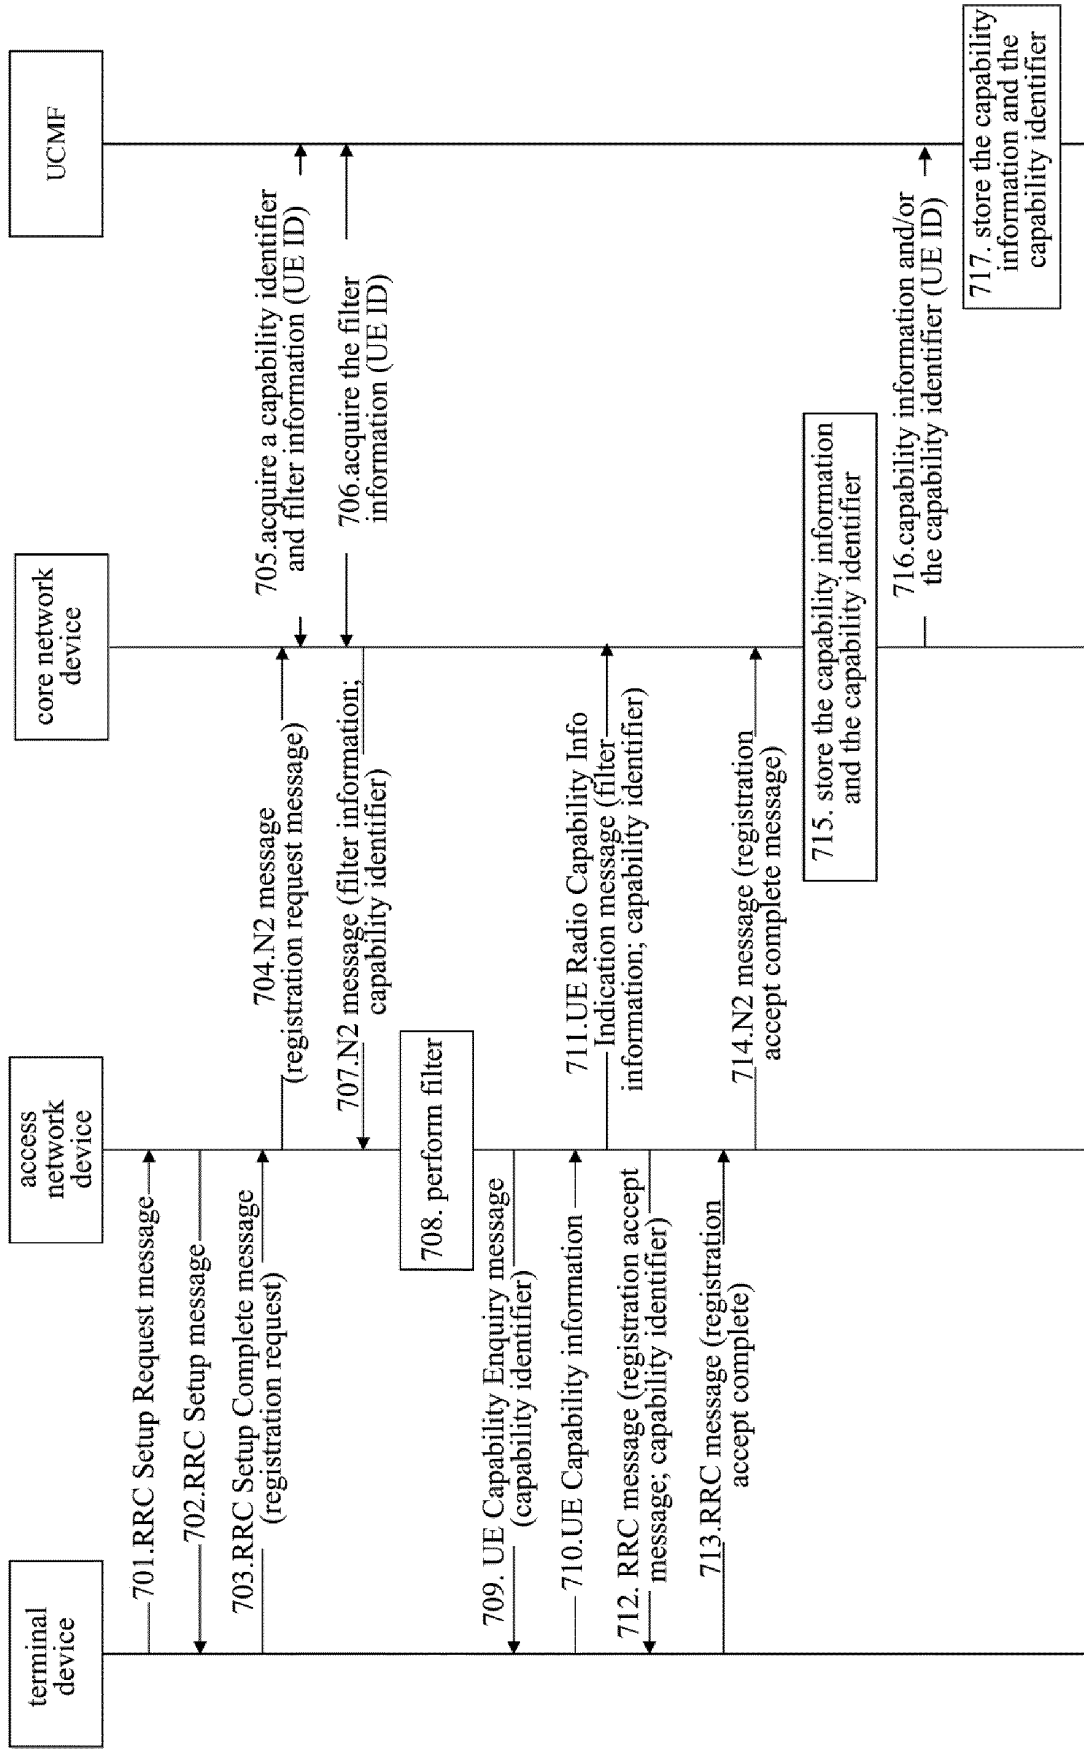 terminal
device
access
network
device
core network
device
UCMF
701.RRC Setup Request message
702.RRC Setup message
703.RRC Setup Complete message
(registration request)
704.N2 message
(registration request message)
705.acquire a capability identifier
and filter information (UE ID)
706.acquire the filter
information (UE ID)
707.N2 message (filter information;
capability identifier)
708. perform filter
709. UE Capability Enquiry message
(capability identifier)
710.UE Capability information
711.UE Radio Capability Info
Indication message (filter
information; capability identifier)
712. RRC message (registration accept
message; capability identifier)
713.RRC message (registration
accept complete)
714.N2 message (registration
accept complete message)
715. store the capability information
and the capability identifier
716.capability information and/or
the capability identifier (UE ID)
717. store the capability
information and the
capability identifier